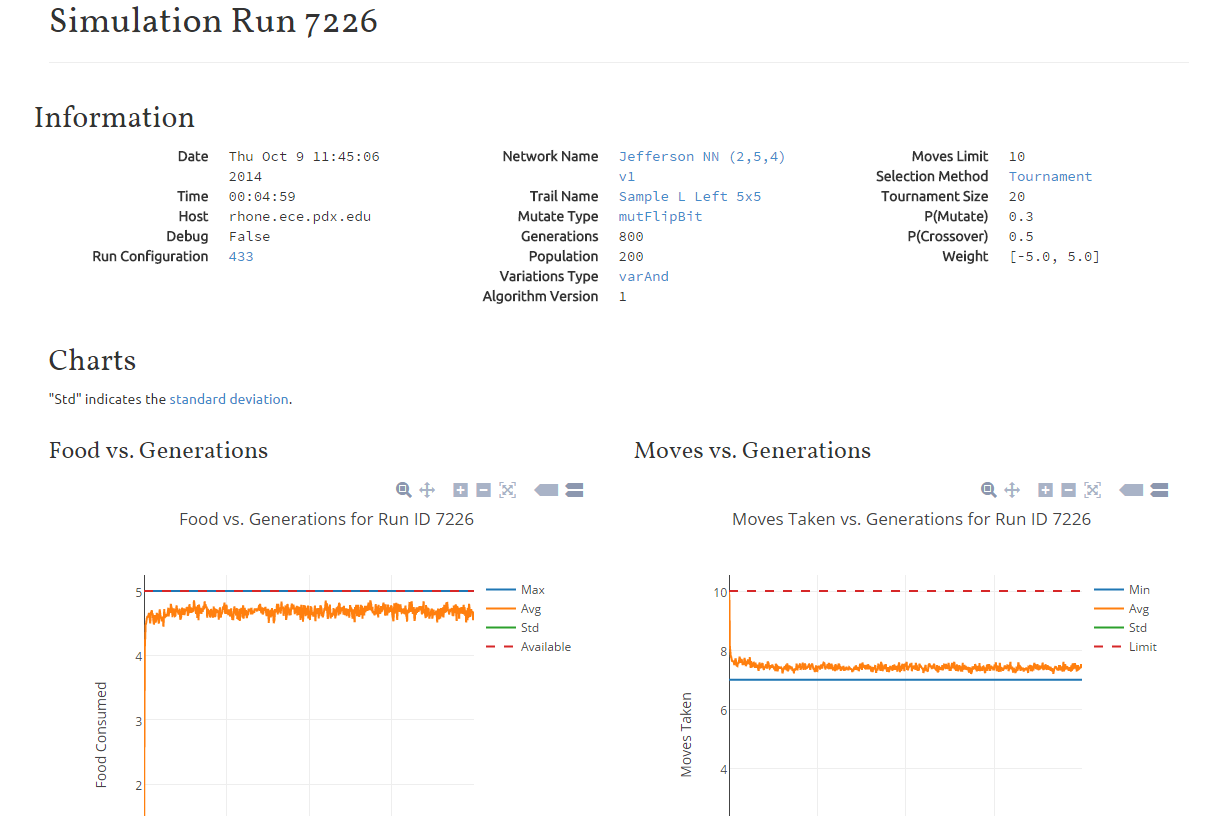 Simulation Run 7226
Information
Date Thu Oct 9 11:45:06
2014
Time 00:04:59
Host rhone.ece.pdx.edu
Debug False
Run Configuration 433
Network Name Jefferson NN (2,5,4)
v1
Trail Name Sample L Left 5x5
Mutate Type mutFlipBit
Generations 800
Population 200
Variations Type varAnd
Algorithm Version 1
Moves Limit 10
Selection Method Tournament
Tournament Size 20
P(Mutate) 0.3
P(Crossover) 0.5
Weight [-5.0, 5.0]
Charts
"Std" indicates the standard deviation.
Food vs. Generations
Food vs. Generations for Run ID 7226
5
4
3
2
Food Consumed
Max
Avg
Std
Available
Moves vs. Generations
Moves Taken vs. Generations for Run ID 7226
10
8
6
4
Moves Taken
Min
Avg
Std
Limit